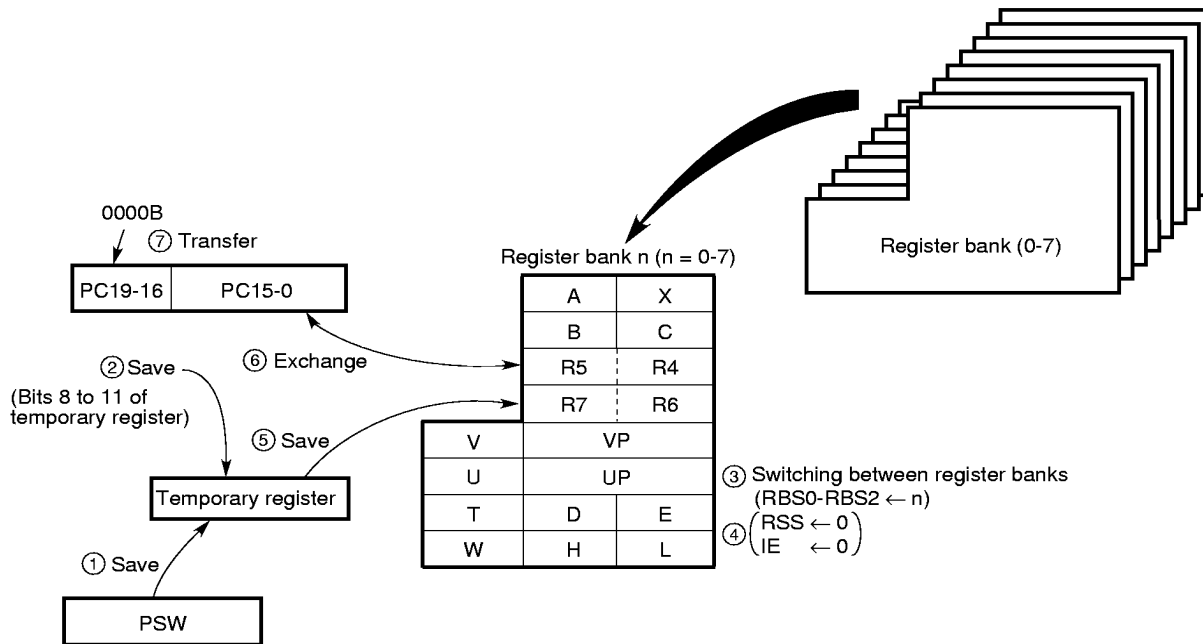 0000B
⑦ Transfer
PC19-16 PC15-0
② Save
(Bits 8 to 11 of
temporary register)
⑥ Exchange
⑤ Save
Temporary register
① Save
PSW
Register bank n (n = 0-7)
A X
B C
R5 R4
R7 R6
V VP
U UP
T D E
W H L
Register bank (0-7)
③ Switching between register banks
(RBS0-RBS2 ← n)
④ (RSS ← 0
IE ← 0)